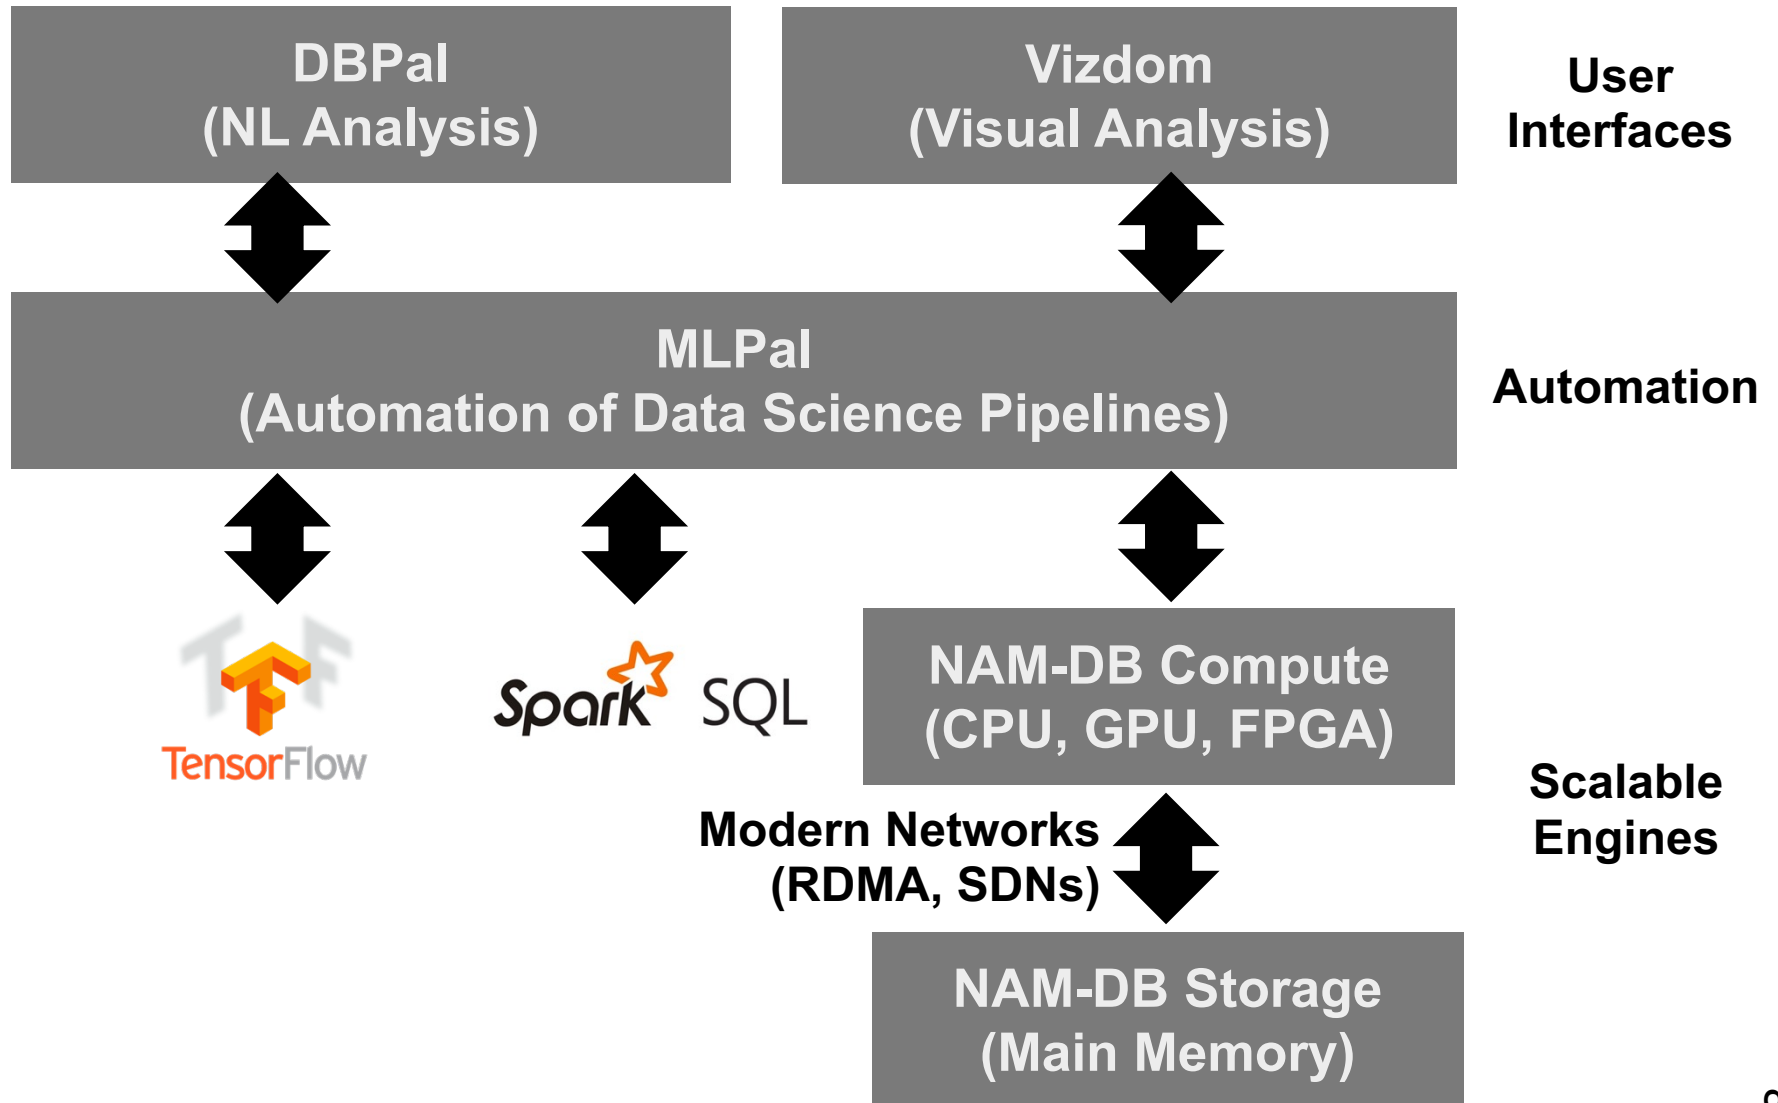 DBPal
(NL Analysis)
Vizdom
(Visual Analysis)
User
Interfaces
MLPal
(Automation of Data Science Pipelines)
Automation
TensorFlow
Spark SQL
NAM-DB Compute
(CPU, GPU, FPGA)
Scalable
Engines
Modern Networks
(RDMA, SDNs)
NAM-DB Storage
(Main Memory)